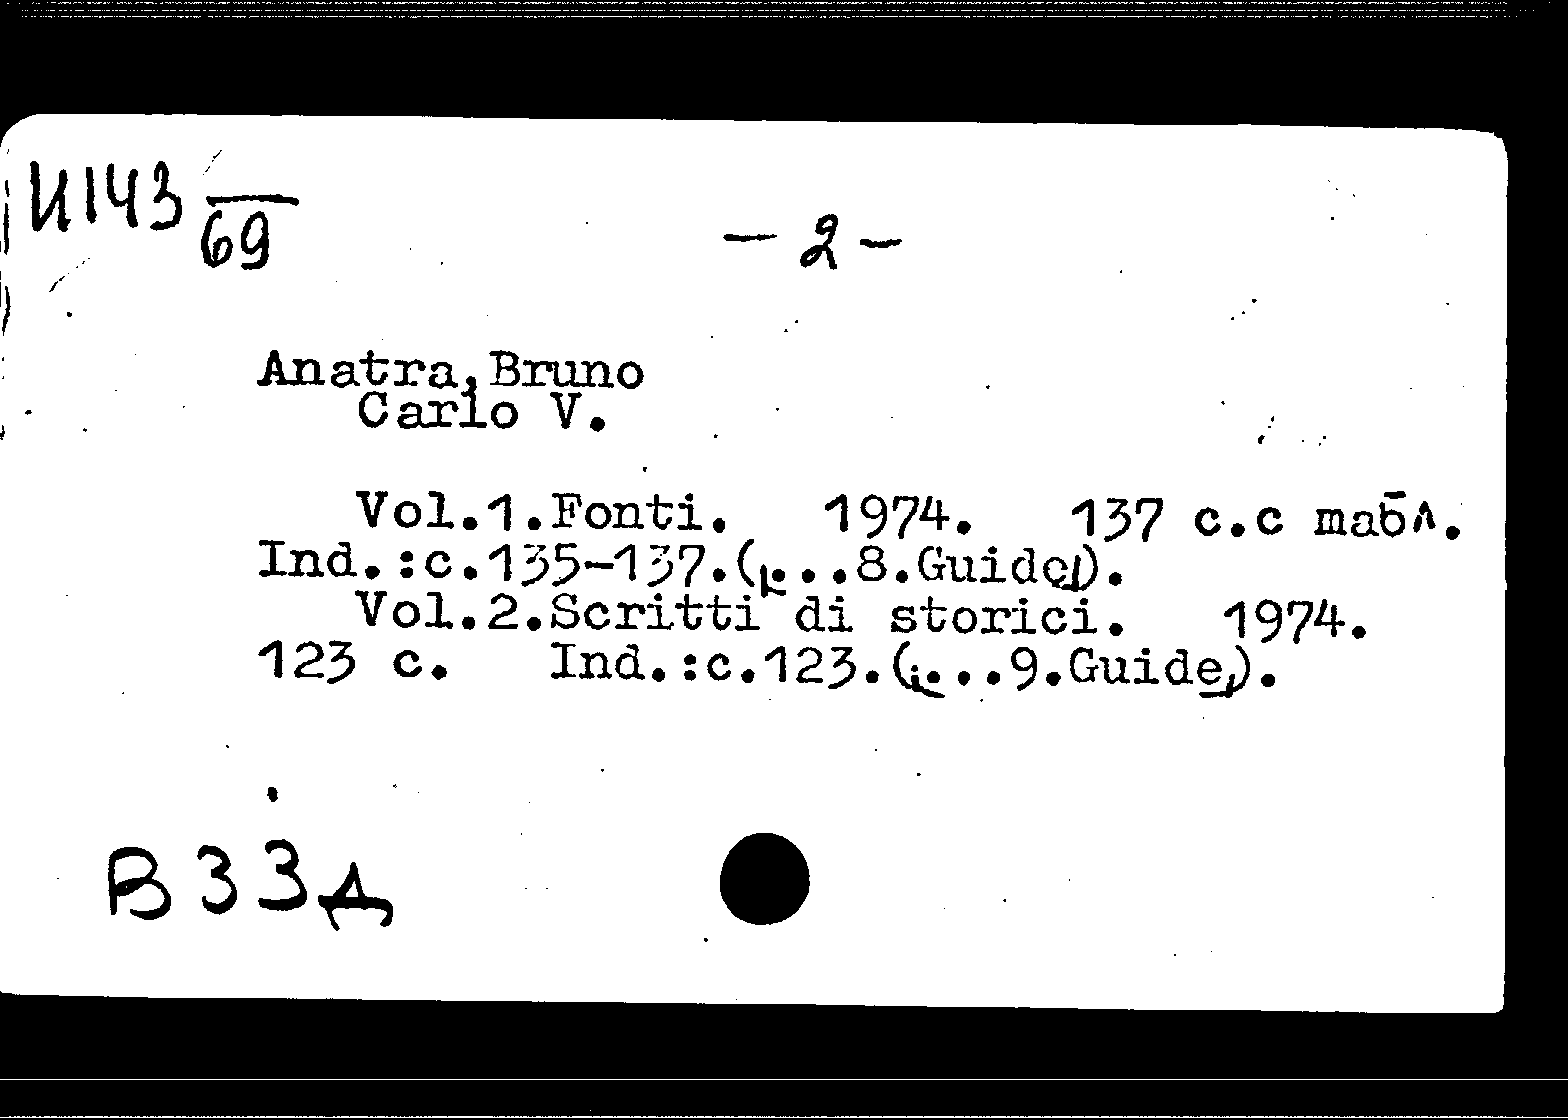 И143
69
- 2 -
Anatra, Bruno
Carlo V.
Vol.1.Fonti. 1974. 137 c.c табл.
Ind.:c.135-137.(...8.Guide).
Vol.2.Scritti di storici. 1974.
123 c. Ind.:c.123.(...9.Guide).
В33д